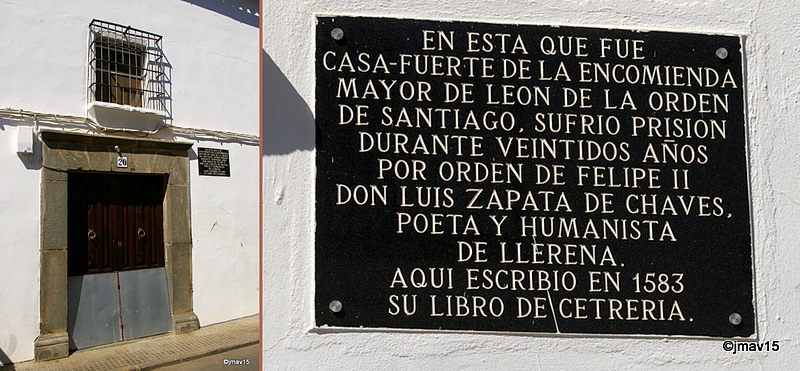 20
©jmav15
EN ESTA QUE FUE
CASA-FUERTE DE LA ENCOMIENDA
MAYOR DE LEON DE LA ORDEN
DE SANTIAGO, SUFRIO PRISION
DURANTE VEINTIDOS AÑOS
POR ORDEN DE FELIPE II
DON LUIS ZAPATA DE CHAVES,
POETA Y HUMANISTA
DE LLERENA.
AQUI ESCRIBIO EN 1583
SU LIBRO DE CETRERIA.
©jmav15